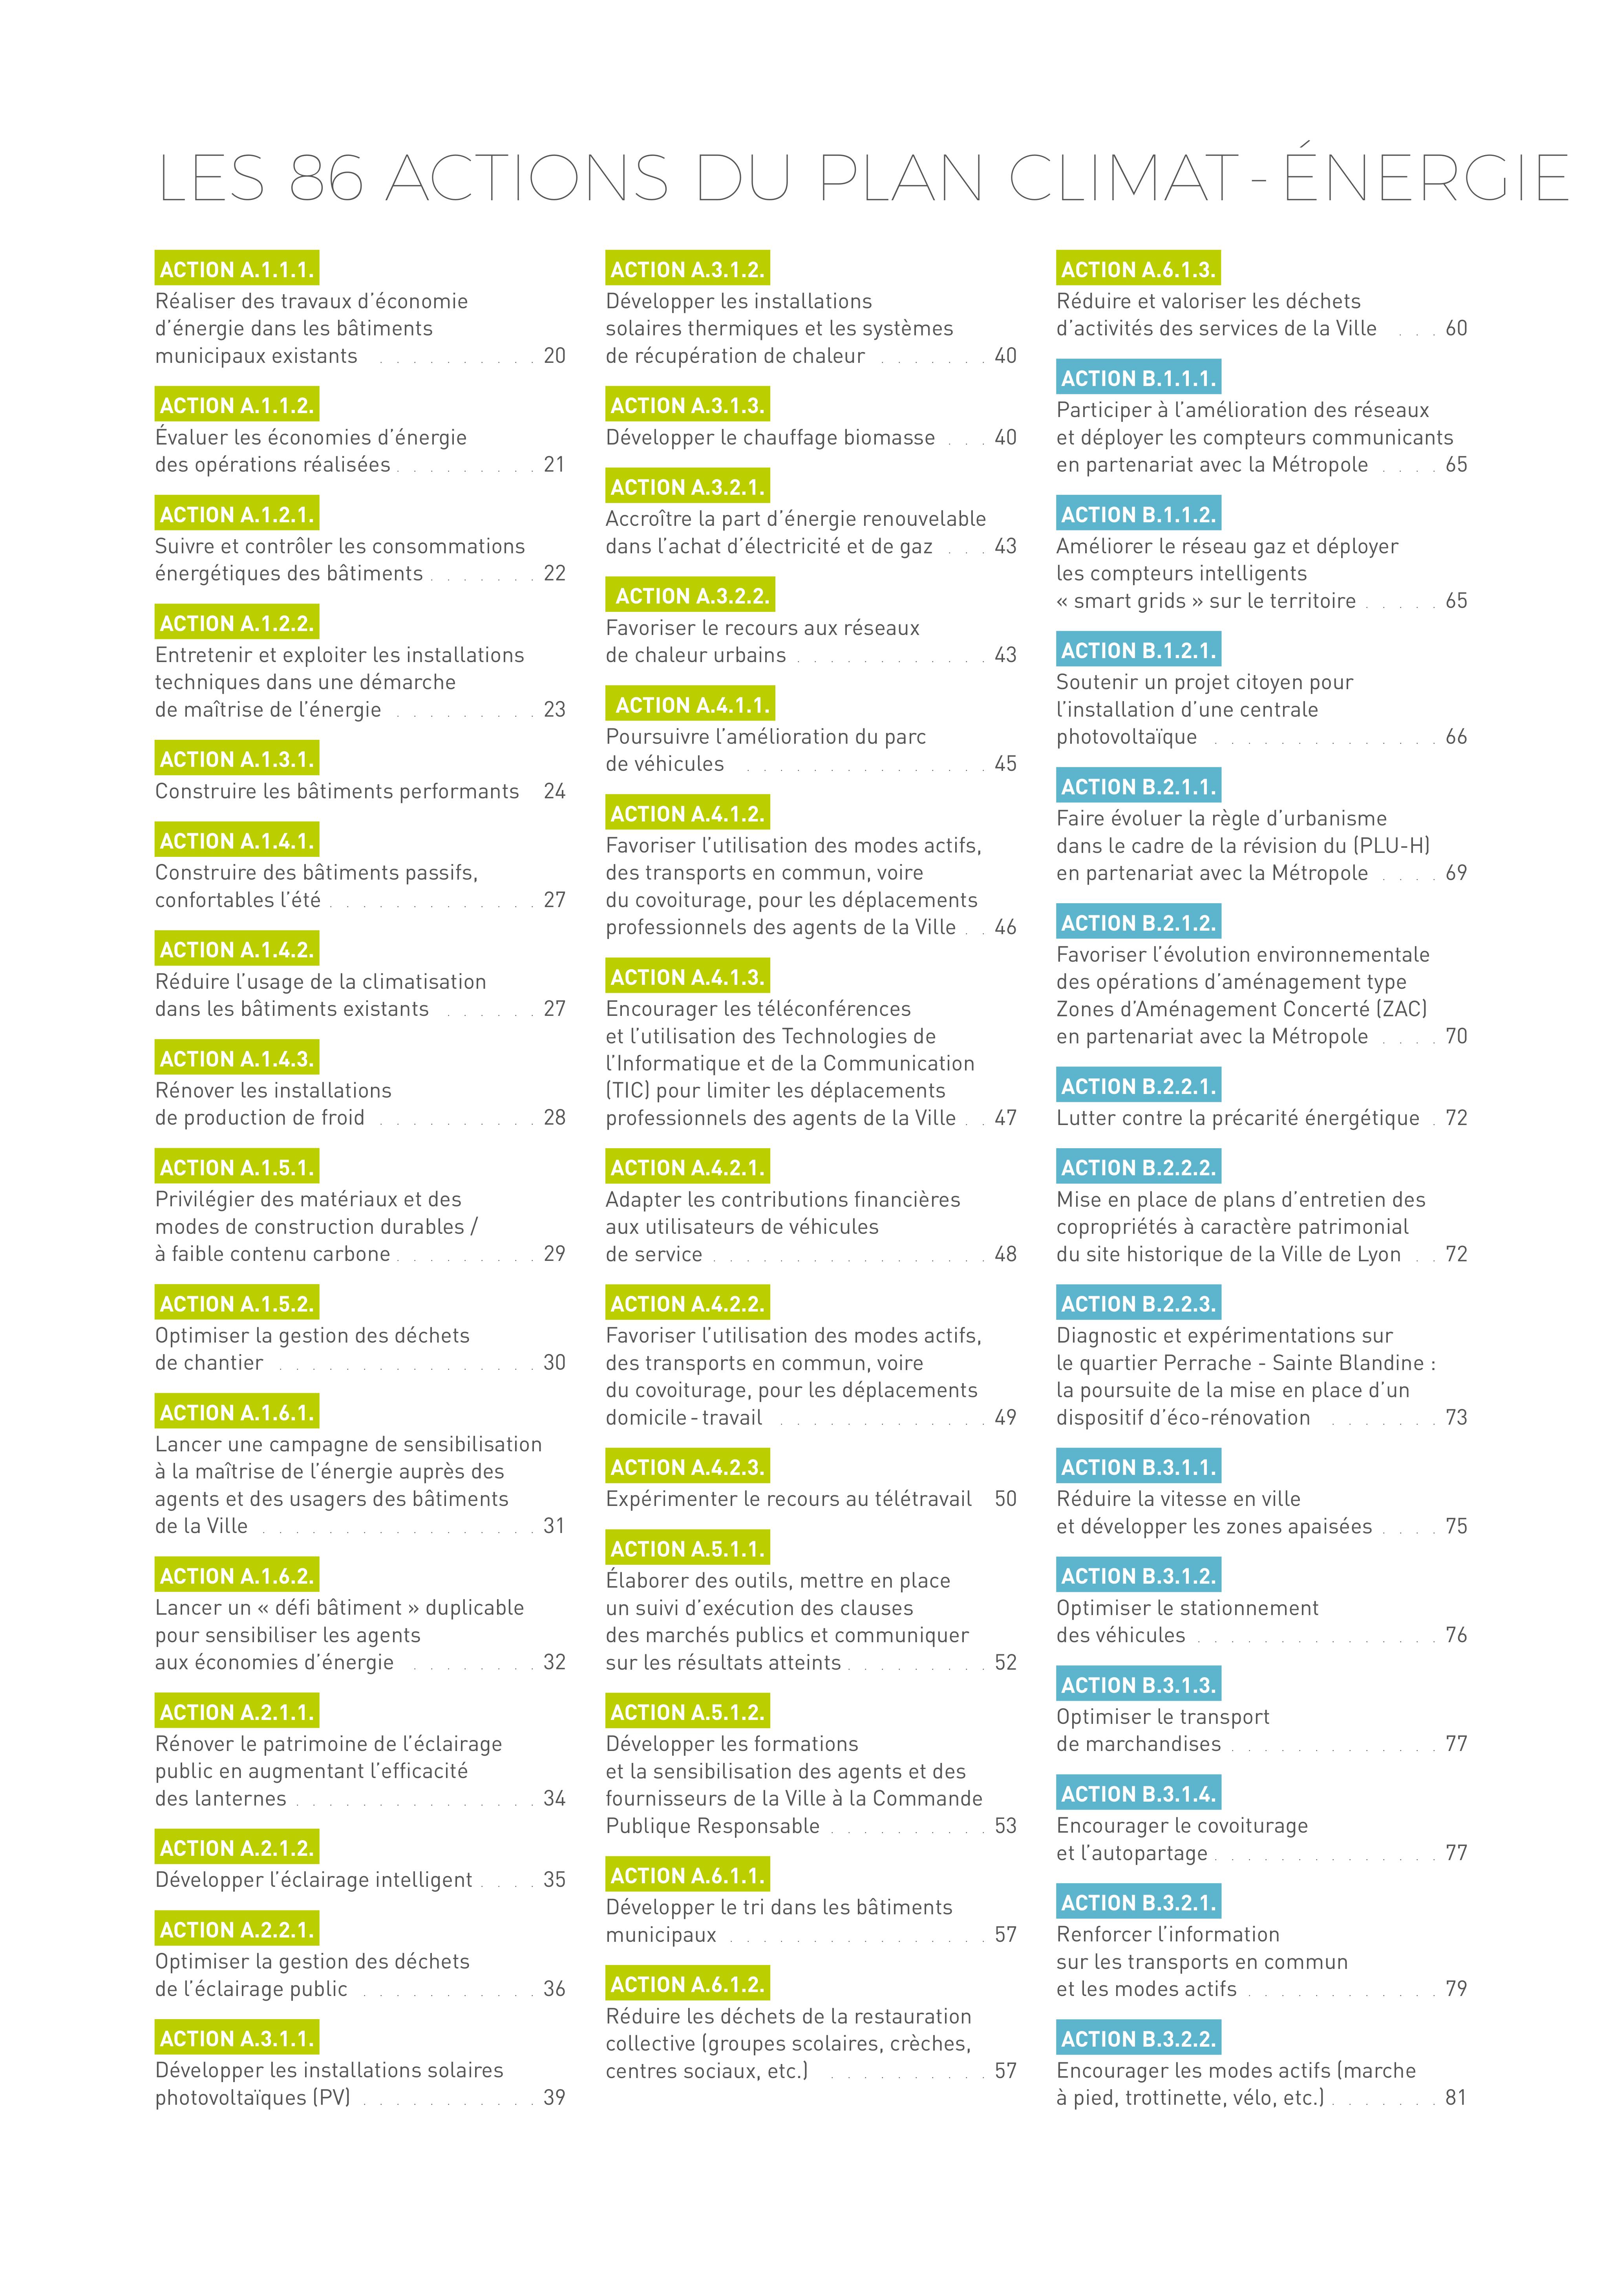 LES 86 ACTIONS DU PLAN CLIMAT-ÉNERGIE
ACTION A.1.1.1.
Réaliser des travaux d’économie
d’énergie dans les bâtiments
municipaux existants . . . . . . . . . . 20
ACTION A.1.1.2.
Évaluer les économies d’énergie
des opérations réalisées . . . . . . . . . 21
ACTION A.1.2.1.
Suivre et contrôler les consommations
énergétiques des bâtiments . . . . . . . 22
ACTION A.1.2.2.
Entretenir et exploiter les installations
techniques dans une démarche
de maîtrise de l’énergie . . . . . . . . . 23
ACTION A.1.3.1.
Construire les bâtiments performants 24
ACTION A.1.4.1.
Construire des bâtiments passifs,
confortables l’été . . . . . . . . . . . . . 27
ACTION A.1.4.2.
Réduire l’usage de la climatisation
dans les bâtiments existants . . . . . . 27
ACTION A.1.4.3.
Rénover les installations
de production de froid . . . . . . . . . . 28
ACTION A.1.5.1.
Privilégier des matériaux et des
modes de construction durables /
à faible contenu carbone . . . . . . . . . 29
ACTION A.1.5.2.
Optimiser la gestion des déchets
de chantier . . . . . . . . . . . . . . . . 30
ACTION A.1.6.1.
Lancer une campagne de sensibilisation
à la maîtrise de l’énergie auprès des
agents et des usagers des bâtiments
de la Ville . . . . . . . . . . . . . . . . . 31
ACTION A.1.6.2.
Lancer un « défi bâtiment » duplicable
pour sensibiliser les agents
aux économies d’énergie . . . . . . . . 32
ACTION A.2.1.1.
Rénover le patrimoine de l’éclairage
public en augmentant l’efficacité
des lanternes . . . . . . . . . . . . . . . 34
ACTION A.2.1.2.
Développer l’éclairage intelligent . . . . 35
ACTION A.2.2.1.
Optimiser la gestion des déchets
de l’éclairage public . . . . . . . . . . . 36
ACTION A.3.1.1.
Développer les installations solaires
photovoltaïques (PV) . . . . . . . . . . . 39
ACTION A.3.1.2.
Développer les installations
solaires thermiques et les systèmes
de récupération de chaleur . . . . . . . 40
ACTION A.3.1.3.
Développer le chauffage biomasse . . . 40
ACTION A.3.2.1.
Accroître la part d’énergie renouvelable
dans l’achat d’électricité et de gaz . . . 43
ACTION A.3.2.2.
Favoriser le recours aux réseaux
de chaleur urbains . . . . . . . . . . . . 43
ACTION A.4.1.1.
Poursuivre l’amélioration du parc
de véhicules . . . . . . . . . . . . . . . 45
ACTION A.4.1.2.
Favoriser l’utilisation des modes actifs,
des transports en commun, voire
du covoiturage, pour les déplacements
professionnels des agents de la Ville . . 46
ACTION A.4.1.3.
Encourager les téléconférences
et l’utilisation des Technologies de
l’Informatique et de la Communication
(TIC) pour limiter les déplacements
professionnels des agents de la Ville . . 47
ACTION A.4.2.1.
Adapter les contributions financières
aux utilisateurs de véhicules
de service . . . . . . . . . . . . . . . . . 48
ACTION A.4.2.2.
Favoriser l’utilisation des modes actifs,
des transports en commun, voire
du covoiturage, pour les déplacements
domicile-travail . . . . . . . . . . . . . 49
ACTION A.4.2.3.
Expérimenter le recours au télétravail 50
ACTION A.5.1.1.
Élaborer des outils, mettre en place
un suivi d’exécution des clauses
des marchés publics et communiquer
sur les résultats atteints . . . . . . . . . 52
ACTION A.5.1.2.
Développer les formations
et la sensibilisation des agents et des
fournisseurs de la Ville à la Commande
Publique Responsable . . . . . . . . . . 53
ACTION A.6.1.1.
Développer le tri dans les bâtiments
municipaux . . . . . . . . . . . . . . . . 57
ACTION A.6.1.2.
Réduire les déchets de la restauration
collective (groupes scolaires, crèches,
centres sociaux, etc.) . . . . . . . . . . 57
ACTION A.6.1.3.
Réduire et valoriser les déchets
d’activités des services de la Ville . . . 60
ACTION B.1.1.1.
Participer à l’amélioration des réseaux
et déployer les compteurs communicants
en partenariat avec la Métropole . . . . 65
ACTION B.1.1.2.
Améliorer le réseau gaz et déployer
les compteurs intelligents
« smart grids » sur le territoire . . . . . 65
ACTION B.1.2.1.
Soutenir un projet citoyen pour
l’installation d’une centrale
photovoltaïque . . . . . . . . . . . . . . 66
ACTION B.2.1.1.
Faire évoluer la règle d’urbanisme
dans le cadre de la révision du (PLU-H)
en partenariat avec la Métropole . . . . 69
ACTION B.2.1.2.
Favoriser l’évolution environnementale
des opérations d’aménagement type
Zones d’Aménagement Concerté (ZAC)
en partenariat avec la Métropole . . . . 70
ACTION B.2.2.1.
Lutter contre la précarité énergétique . 72
ACTION B.2.2.2.
Mise en place de plans d’entretien des
copropriétés à caractère patrimonial
du site historique de la Ville de Lyon . . 72
ACTION B.2.2.3.
Diagnostic et expérimentations sur
le quartier Perrache - Sainte Blandine :
la poursuite de la mise en place d’un
dispositif d’éco-rénovation . . . . . . . 73
ACTION B.3.1.1.
Réduire la vitesse en ville
et développer les zones apaisées . . . . 75
ACTION B.3.1.2.
Optimiser le stationnement
des véhicules . . . . . . . . . . . . . . . 76
ACTION B.3.1.3.
Optimiser le transport
de marchandises . . . . . . . . . . . . . 77
ACTION B.3.1.4.
Encourager le covoiturage
et l’autopartage . . . . . . . . . . . . . . 77
ACTION B.3.2.1.
Renforcer l’information
sur les transports en commun
et les modes actifs . . . . . . . . . . . . 79
ACTION B.3.2.2.
Encourager les modes actifs (marche
à pied, trottinette, vélo, etc.) . . . . . . . 81